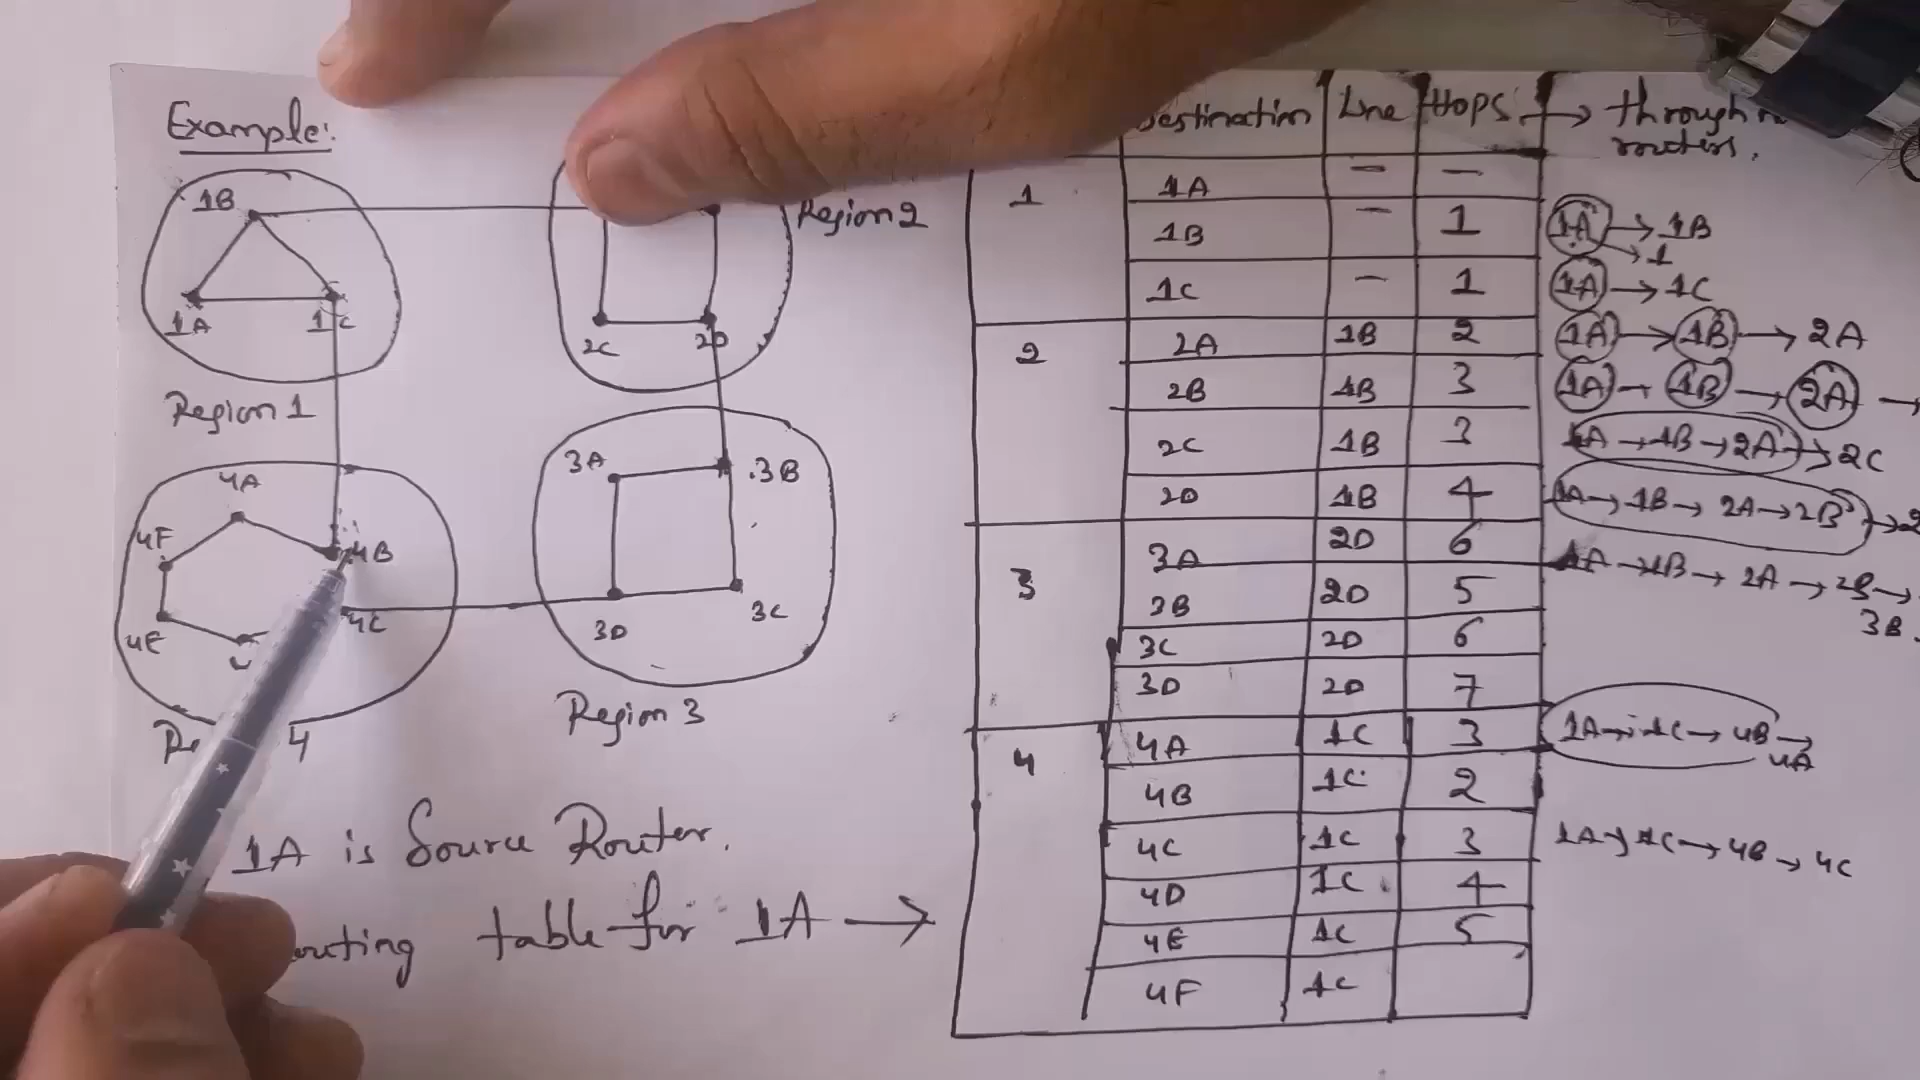 Example:
1B
1A
1C
Region 1
2C
2D
Region 2
4A
4F
4B
4E
4C
4
3A
3B
3D
3C
Region 3
1A is Source Router.
table for 1A →
Destination Line Hops → through
routers.
1 1A — —
1B — 1 1A → 1B
→ 1
1C — 1 1A → 1C
2 2A 1B 2 1A → 1B → 2A
2B 1B 3 1A → 1B → 2A →
2C 1B 3 1A → 1B → 2A → 2C
2D 1B 4 1A → 1B → 2A → 2B → 2
3 3A 2D 6 1A → 1B → 2A → 2B →
3B 2D 5 3B.
3C 2D 6
3D 2D 7
4 4A 1C 3 1A → 1C → 4B →
4A
4B 1C 2
4C 1C 3 1A → 1C → 4B → 4C
4D 1C 4
4E 1C 5
4F 1C